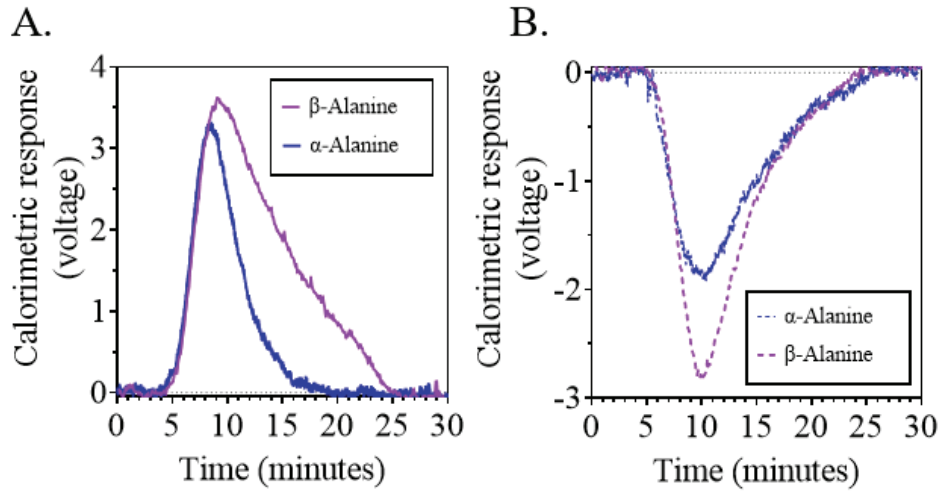 A.
Calorimetric response
(voltage)
4
3
2
1
0
β-Alanine
α-Alanine
0 5 10 15 20 25 30
Time (minutes)
B.
Calorimetric response
(voltage)
0
-1
-2
-3
α-Alanine
β-Alanine
0 5 10 15 20 25 30
Time (minutes)